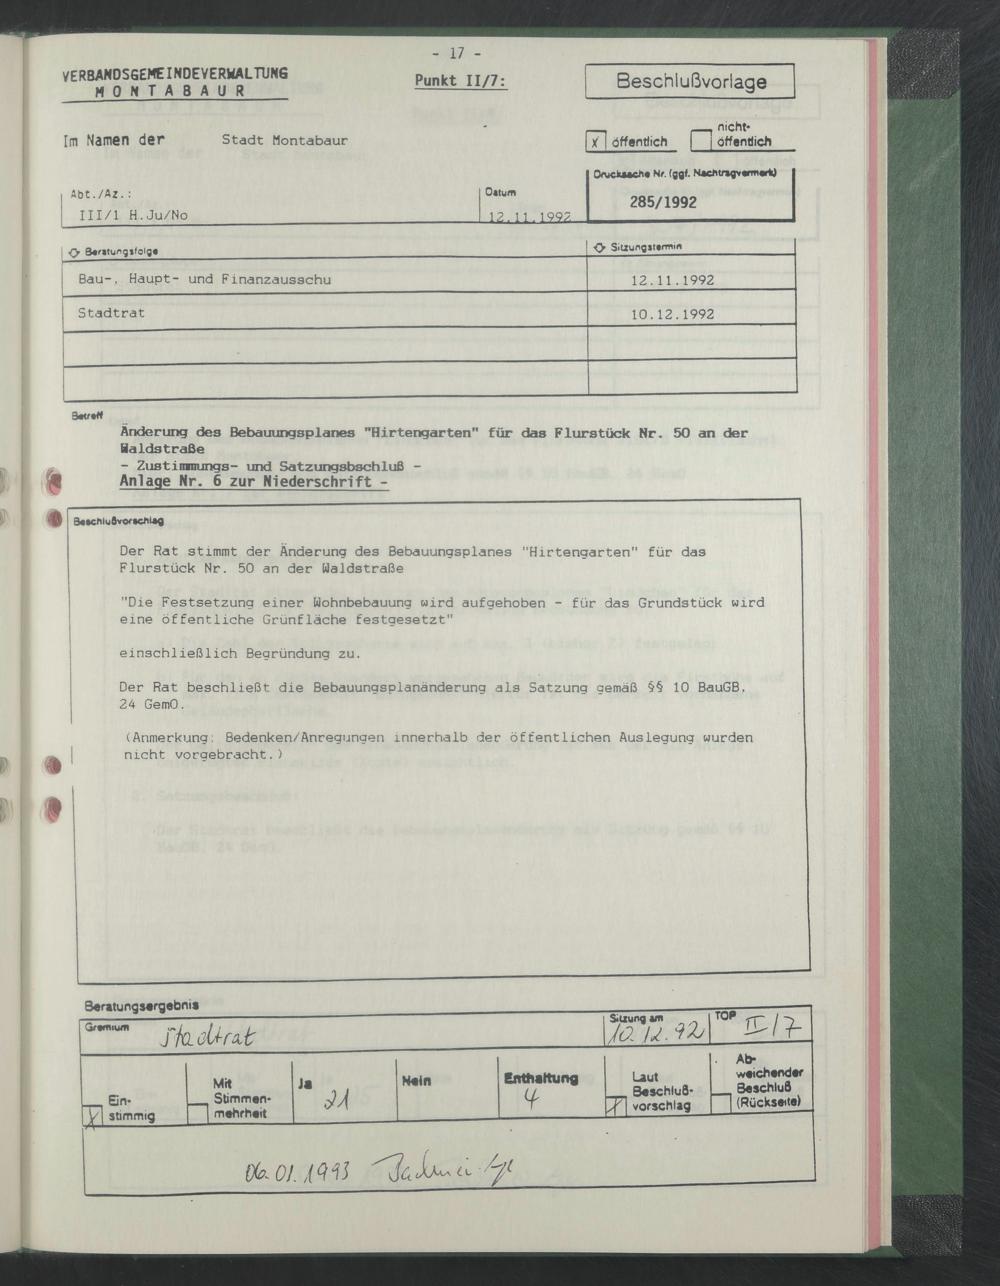 - 17 -
VERBANDSGEMEINDEVERWALTUNG
MONTABAUR
Punkt II/7:
Beschlußvorlage
Im Namen der Stadt Montabaur
x öffentlich
nicht-
öffentlich
Drucksache Nr. (ggf. Nachtragvermerk)
285/1992
Abt./Az.:
III/1 H.Ju/No
Datum
12.11.1992
Beratungsfolge
Sitzungstermin
Bau-, Haupt- und Finanzausschu 12.11.1992
Stadtrat 10.12.1992
Betreff
Änderung des Bebauungsplanes "Hirtengarten" für das Flurstück Nr. 50 an der
Waldstraße
- Zustimmungs- und Satzungsbschluß -
Anlage Nr. 6 zur Niederschrift -
Beschlußvorschlag
Der Rat stimmt der Änderung des Bebauungsplanes "Hirtengarten" für das
Flurstück Nr. 50 an der Waldstraße
"Die Festsetzung einer Wohnbebauung wird aufgehoben - für das Grundstück wird
eine öffentliche Grünfläche festgesetzt"
einschließlich Begründung zu.
Der Rat beschließt die Bebauungsplanänderung als Satzung gemäß §§ 10 BauGB,
24 GemO.
(Anmerkung: Bedenken/Anregungen innerhalb der öffentlichen Auslegung wurden
nicht vorgebracht.)
Beratungsergebnis
Gremium
Stadtrat
Sitzung am
10.12.92
TOP
II/7
x Ein-
stimmig
Mit
Stimmen-
mehrheit
Ja
21
Nein
Enthaltung
4
x Laut
Beschluß-
vorschlag
Ab-
weichender
Beschluß
(Rückseite)
06.01.1993